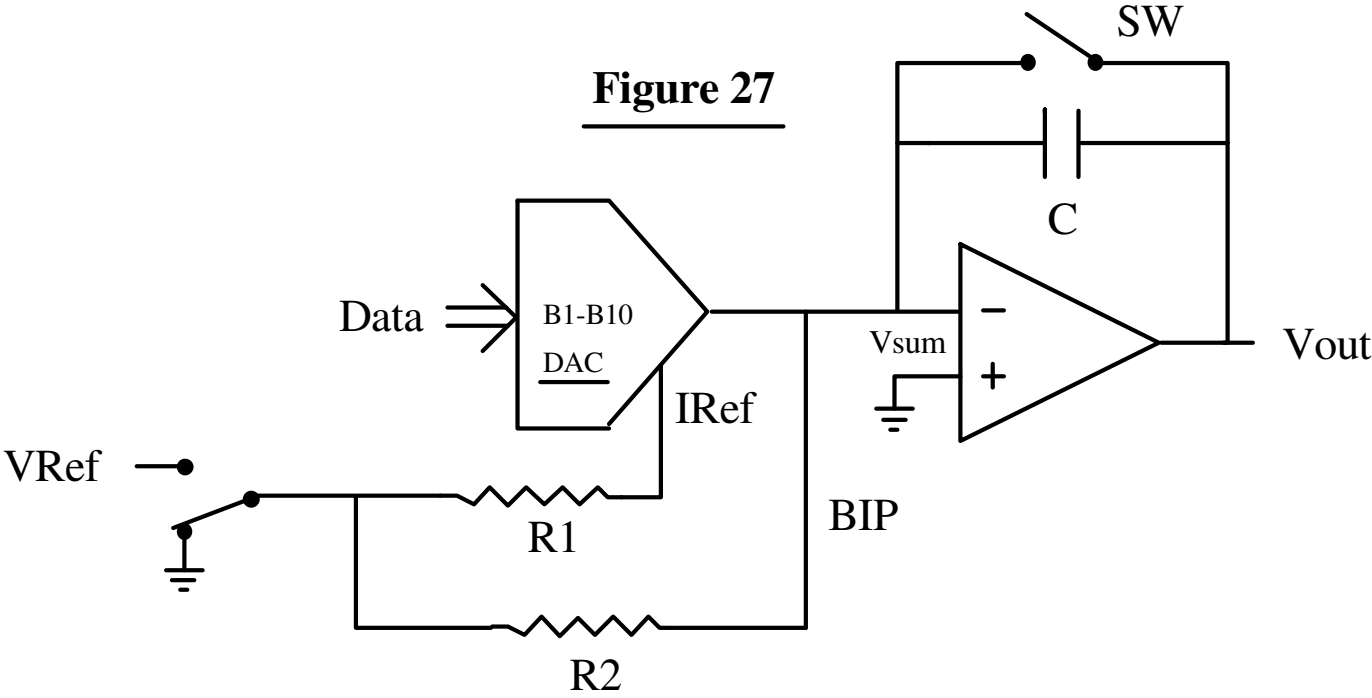 SW
Figure 27
C
Data
B1-B10
DAC
Vsum
−
+
Vout
IRef
VRef
R1
BIP
R2